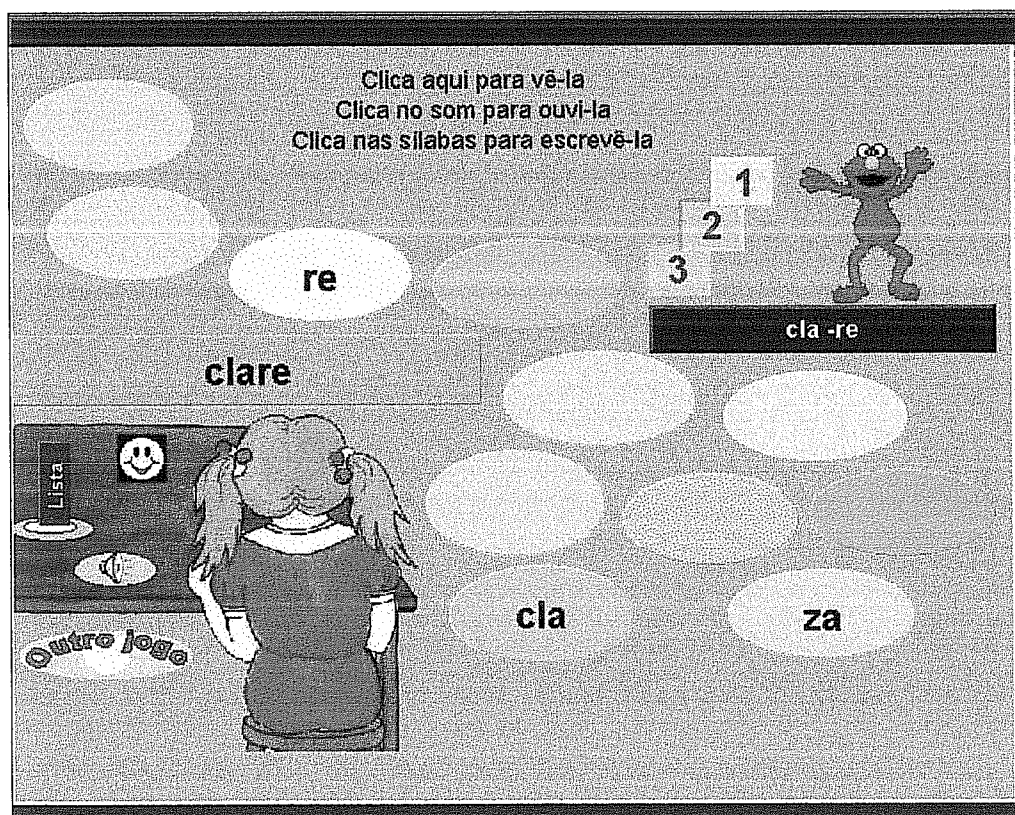 Clica aqui para vê-la
Clica no som para ouvi-la
Clica nas sílabas para escrevê-la
1
2
3
re
cla -re
clare
Lista
cla
za
Outro jogo